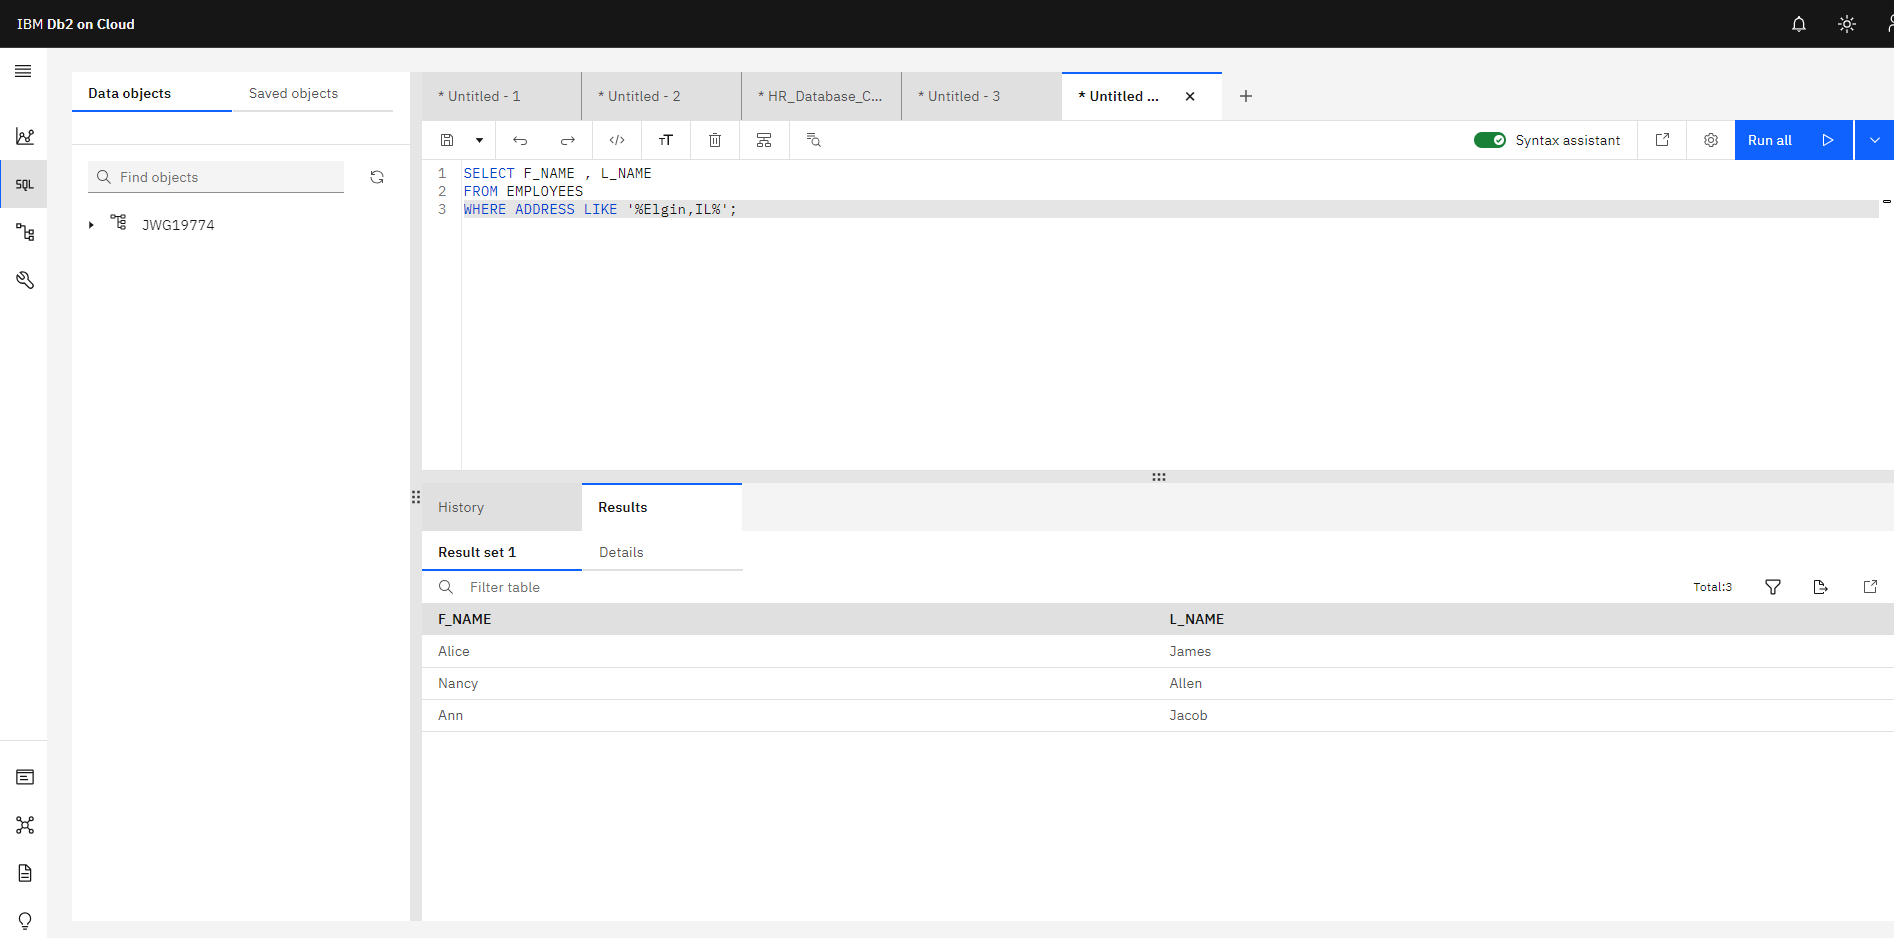 IBM Db2 on Cloud
Data objects
Saved objects
* Untitled - 1
* Untitled - 2
* HR_Database_C...
* Untitled - 3
* Untitled ...
Syntax assistant
Run all
SQL
Find objects
JWG19774
1 SELECT F_NAME , L_NAME
2 FROM EMPLOYEES
3 WHERE ADDRESS LIKE '%Elgin,IL%';
History
Results
Result set 1
Details
Filter table
Total:3
F_NAME L_NAME
Alice James
Nancy Allen
Ann Jacob